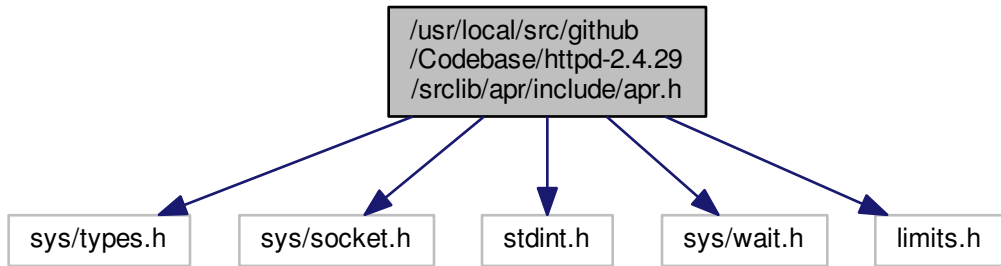 /usr/local/src/github
/Codebase/httpd-2.4.29
/srclib/apr/include/apr.h
sys/types.h
sys/socket.h
stdint.h
sys/wait.h
limits.h